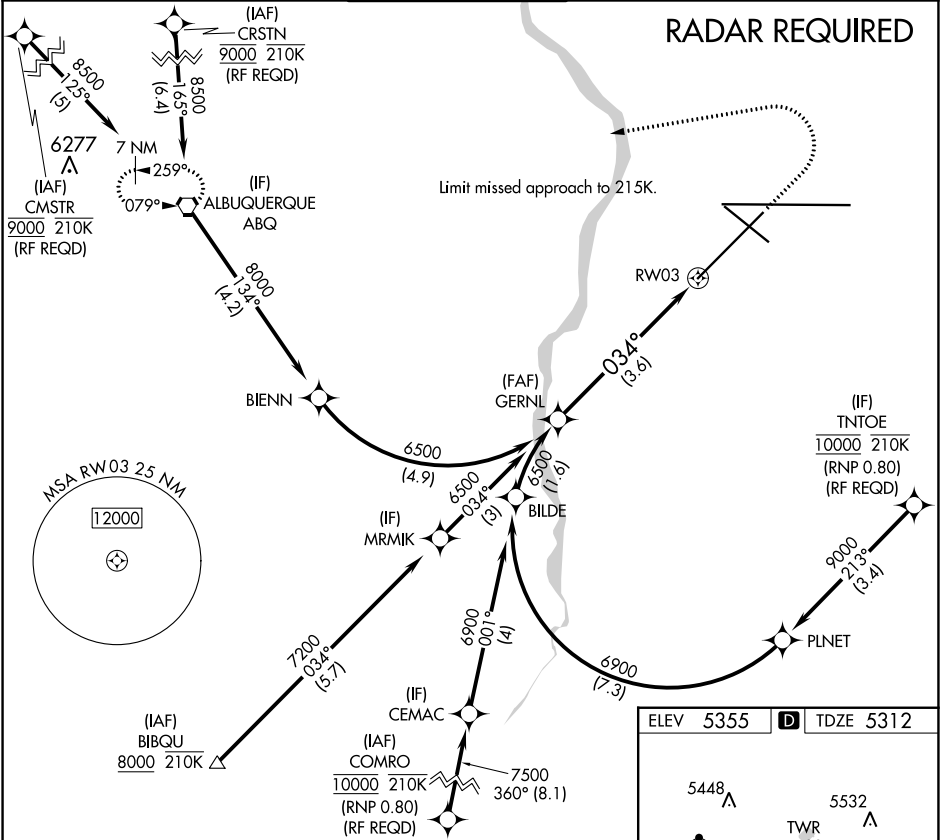 RADAR REQUIRED
(IAF)
CRSTN
9000 210K
(RF REQD)
8500
125°
(5)
8500
165°
(6.4)
6277
7 NM
259°
079°
(IAF)
CMSTR
9000 210K
(RF REQD)
(IF)
ALBUQUERQUE
ABQ
Limit missed approach to 215K.
8000
134°
(4.2)
RW03
034°
(3.6)
BIENN
(FAF)
GERNL
6500
(4.9)
6500
(1.6)
6500
034°
(3)
BILDE
(IF)
MRMIK
(IF)
TNTOE
10000 210K
(RNP 0.80)
(RF REQD)
9000
213°
(3.4)
PLNET
MSA RW03 25 NM
12000
7200
034°
(5.7)
6900
001°
(4)
6900
(7.3)
(IF)
CEMAC
(IAF)
BIBQU
8000 210K
(IAF)
COMRO
10000 210K
(RNP 0.80)
(RF REQD)
7500
360° (8.1)
ELEV 5355 D TDZE 5312
5448
5532
TWR